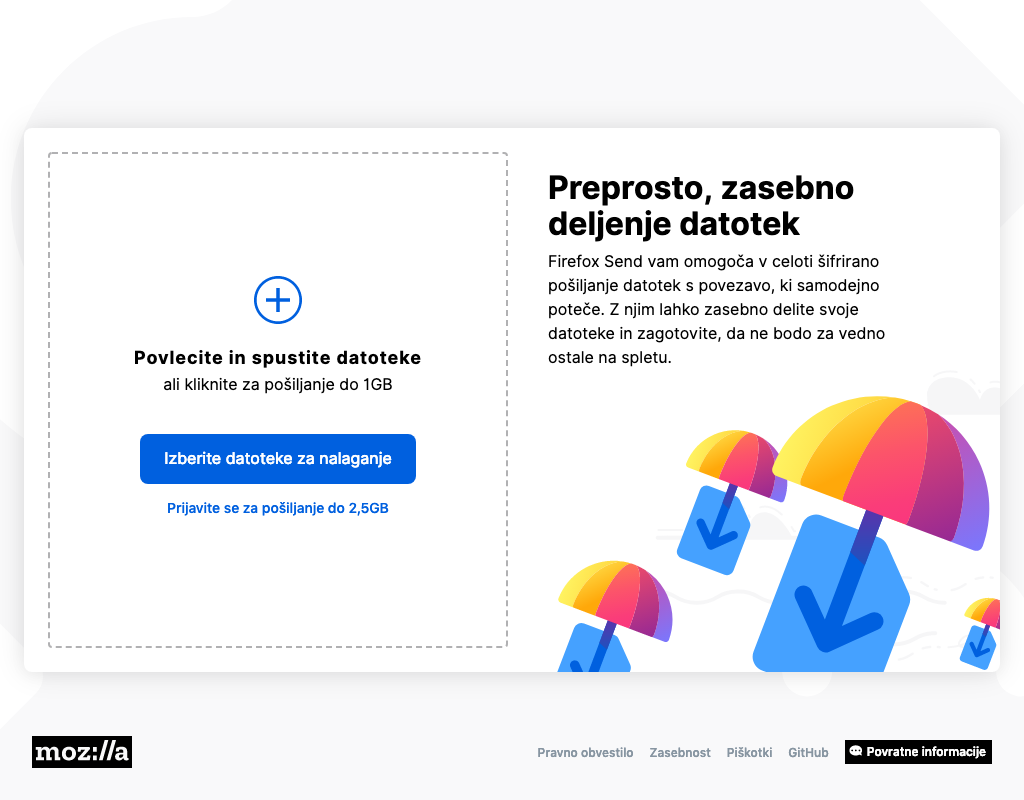 Povlecite in spustite datoteke
ali kliknite za pošiljanje do 1GB
Izberite datoteke za nalaganje
Prijavite se za pošiljanje do 2,5GB
Preprosto, zasebno
deljenje datotek
Firefox Send vam omogoča v celoti šifrirano
pošiljanje datotek s povezavo, ki samodejno
poteče. Z njim lahko zasebno delite svoje
datoteke in zagotovite, da ne bodo za vedno
ostale na spletu.
moz://a
Pravno obvestilo Zasebnost Piškotki GitHub Povratne informacije